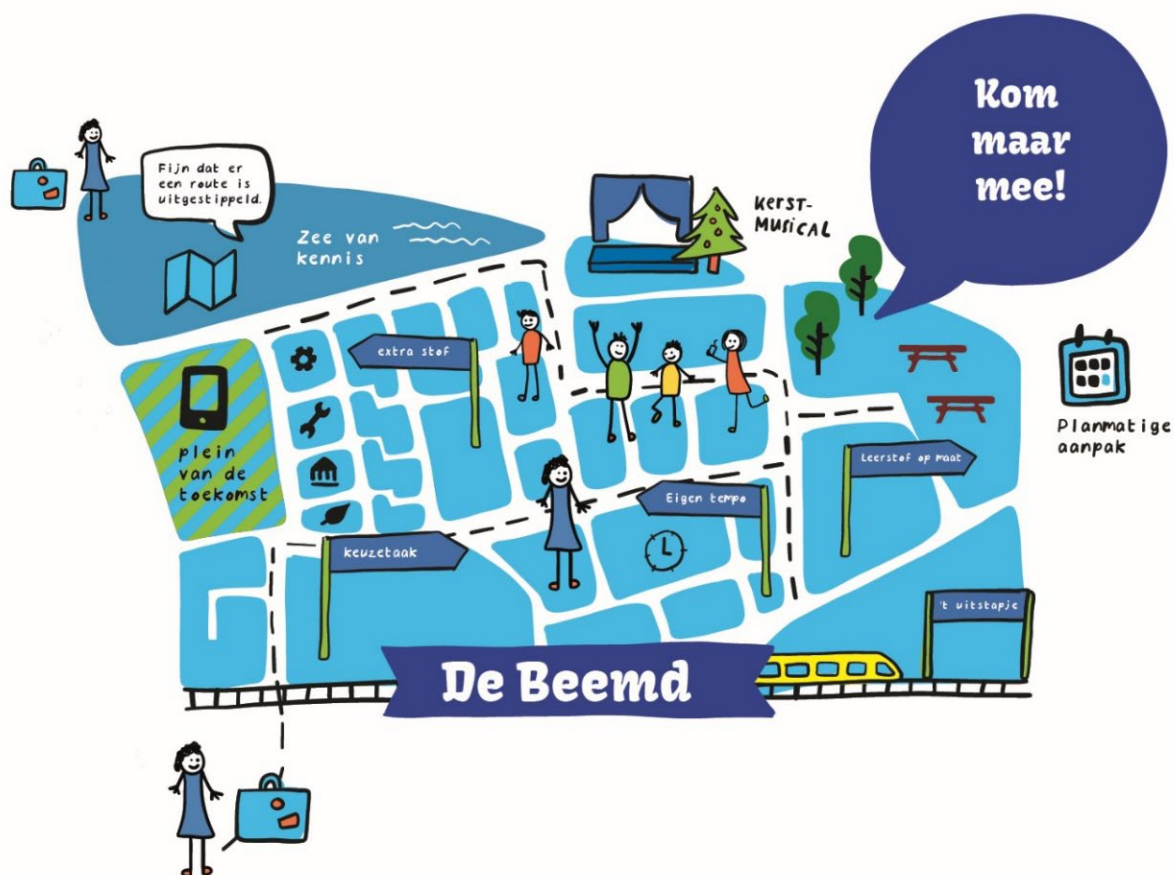 Kom
maar
mee!
Fijn dat er
een route is
uitgestippeld.
Zee van
kennis
KERST-
MUSICAL
extra stof
Planmatige
aanpak
plein
van de
toekomst
Leerstof op maat
Eigen tempo
keuzetaak
't uitstapje
De Beemd